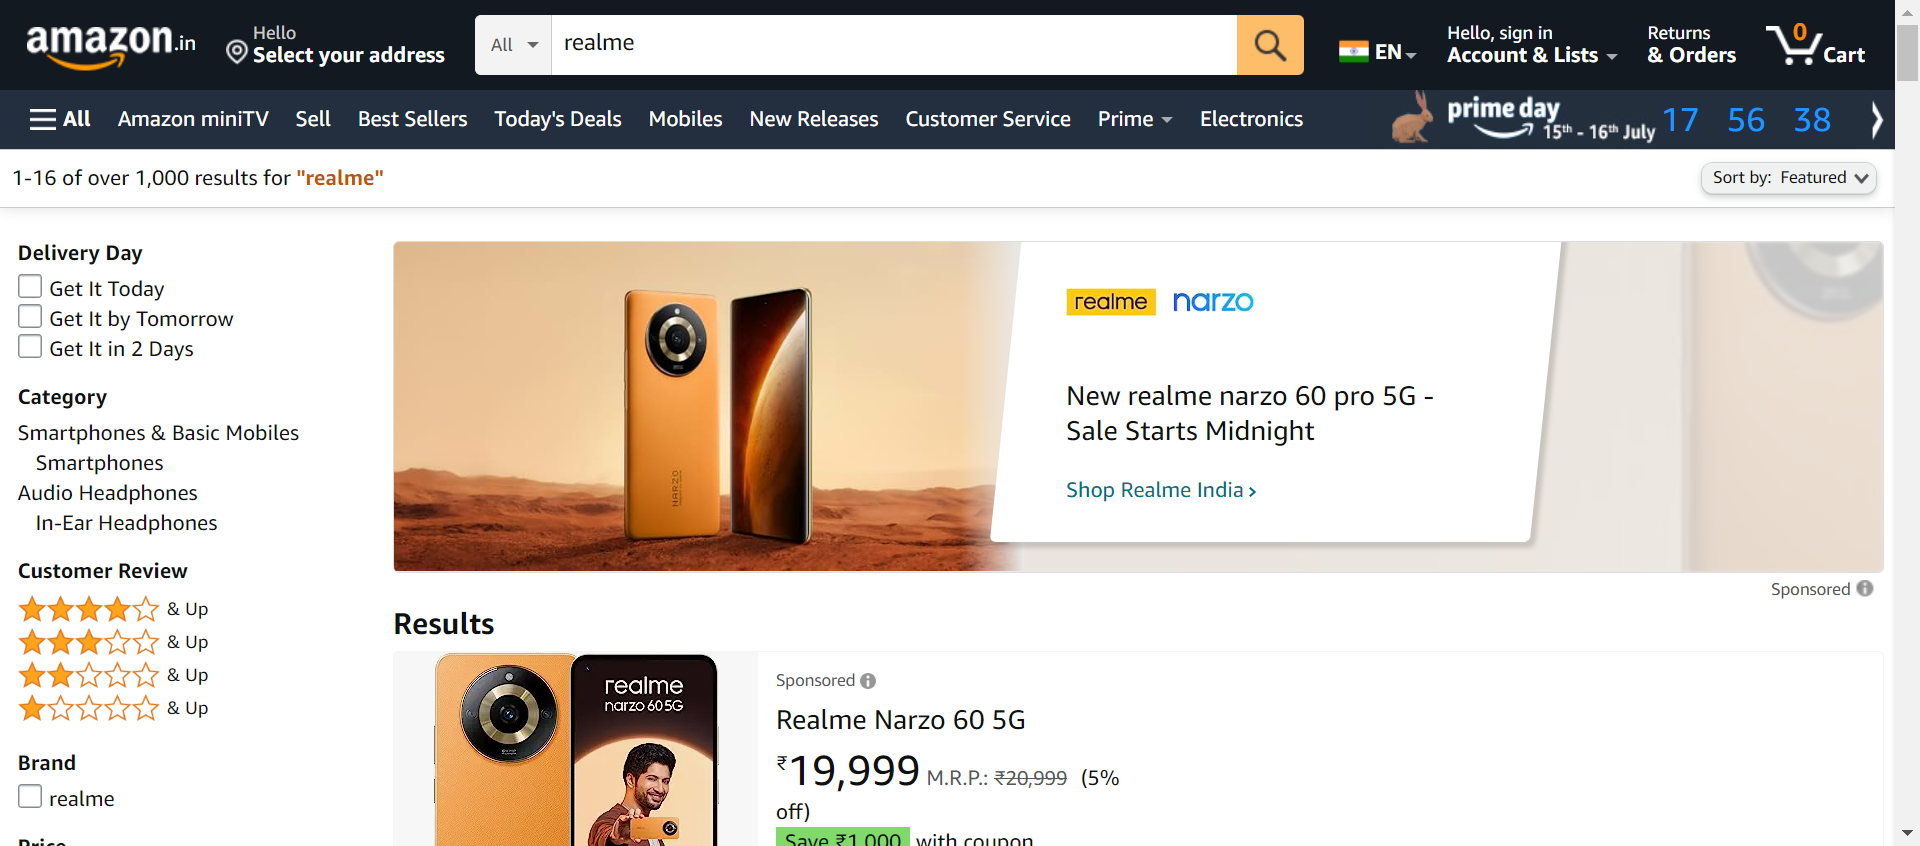 amazon.in
Hello
Select your address
All
realme
EN
Hello, sign in
Account & Lists
Returns
& Orders
0
Cart
All
Amazon miniTV
Sell
Best Sellers
Today's Deals
Mobiles
New Releases
Customer Service
Prime
Electronics
prime day
15th - 16th July
17 56 38
1-16 of over 1,000 results for "realme"
Sort by: Featured
Delivery Day
Get It Today
Get It by Tomorrow
Get It in 2 Days
Category
Smartphones & Basic Mobiles
Smartphones
Audio Headphones
In-Ear Headphones
Customer Review
& Up
& Up
& Up
& Up
Brand
realme
Price
NARZO
realme narzo
New realme narzo 60 pro 5G -
Sale Starts Midnight
Shop Realme India ›
Sponsored
Results
realme
narzo 60 5G
Sponsored
Realme Narzo 60 5G
₹19,999 M.R.P.: ₹20,999 (5%
off)
Save ₹1,000 with coupon